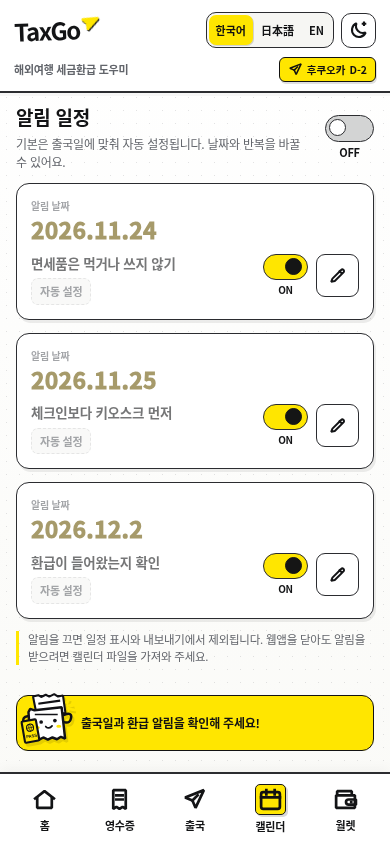 TaxGo
한국어 日本語 EN
해외여행 세금환급 도우미
후쿠오카 D-2
알림 일정
기본은 출국일에 맞춰 자동 설정됩니다. 날짜와 반복을 바꿀
수 있어요.
OFF
알림 날짜
2026.11.24
면세품은 먹거나 쓰지 않기
자동 설정
ON
알림 날짜
2026.11.25
체크인보다 키오스크 먼저
자동 설정
ON
알림 날짜
2026.12.2
환급이 들어왔는지 확인
자동 설정
ON
알림을 끄면 일정 표시와 내보내기에서 제외됩니다. 웹앱을 닫아도 알림을
받으려면 캘린더 파일을 가져와 주세요.
PASS
출국일과 환급 알림을 확인해 주세요!
홈 영수증 출국 캘린더 월렛